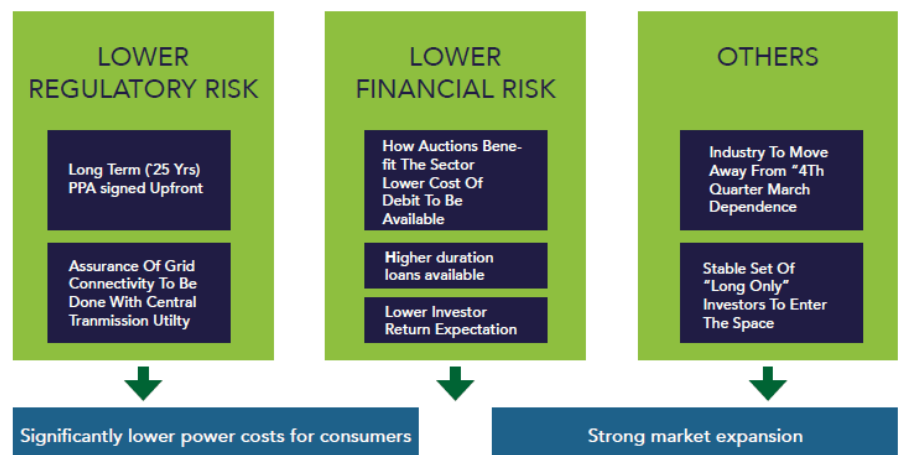 LOWER
REGULATORY RISK
Long Term (~25 Yrs)
PPA signed Upfront
Assurance Of Grid
Connectivity To Be
Done With Central
Tranmission Utilty
LOWER
FINANCIAL RISK
How Auctions Bene-
fit The Sector
Lower Cost Of
Debit To Be
Available
Higher duration
loans available
Lower Investor
Return Expectation
OTHERS
Industry To Move
Away From "4Th
Quarter March
Dependence
Stable Set Of
"Long Only"
Investors To Enter
The Space
Significantly lower power costs for consumers
Strong market expansion